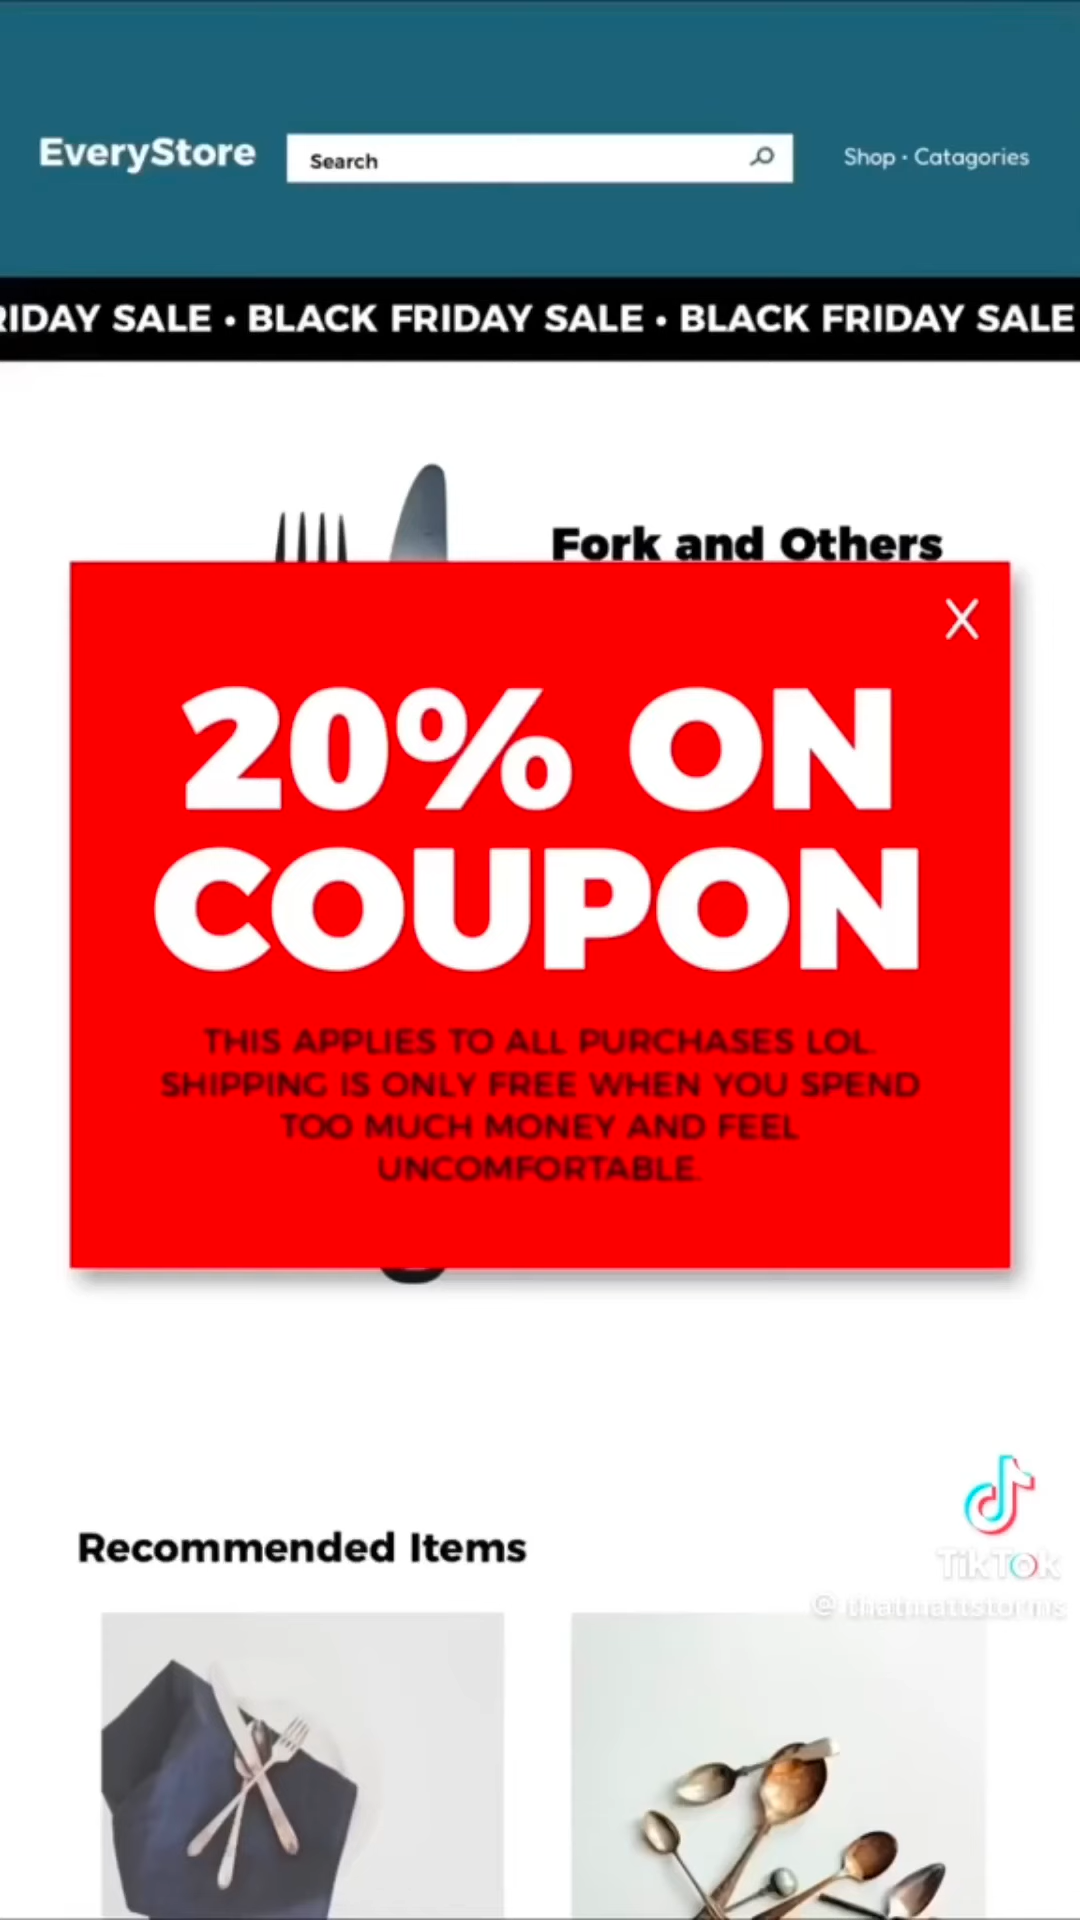 EveryStore
Search
Shop • Catagories
RIDAY SALE • BLACK FRIDAY SALE • BLACK FRIDAY SALE
Fork and Others
X
20% ON
COUPON
THIS APPLIES TO ALL PURCHASES LOL.
SHIPPING IS ONLY FREE WHEN YOU SPEND
TOO MUCH MONEY AND FEEL
UNCOMFORTABLE.
Recommended Items
TikTok
@thatmattstorms